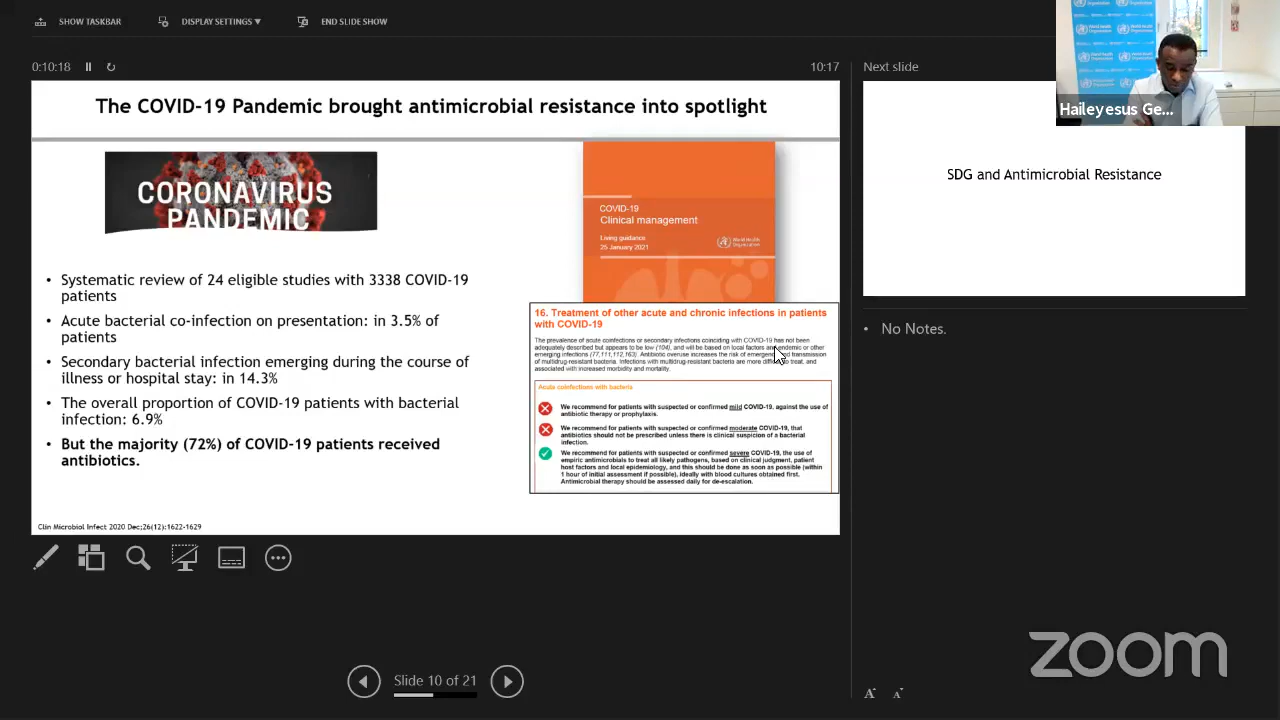 SHOW TASKBAR
DISPLAY SETTINGS ▼
END SLIDE SHOW
0:10:18
10:17
Next slide
Haileyesus Ge...
The COVID-19 Pandemic brought antimicrobial resistance into spotlight
CORONAVIRUS
PANDEMIC
COVID-19
Clinical management
Living guidance
25 January 2021
World Health
Organization
• Systematic review of 24 eligible studies with 3338 COVID-19
patients
• Acute bacterial co-infection on presentation: in 3.5% of
patients
• Secondary bacterial infection emerging during the course of
illness or hospital stay: in 14.3%
• The overall proportion of COVID-19 patients with bacterial
infection: 6.9%
• But the majority (72%) of COVID-19 patients received
antibiotics.
16. Treatment of other acute and chronic infections in patients
with COVID-19
The prevalence of acute coinfections or secondary infections coinciding with COVID-19 has not been
adequately described but appears to be low (104), and will be based on local factors and endemic or other
emerging infections (77,111,112,163). Antibiotic overuse increases the risk of emergence and transmission
of multidrug-resistant bacteria. Infections with multidrug-resistant bacteria are more difficult to treat, and
associated with increased morbidity and mortality.
Acute coinfections with bacteria
We recommend for patients with suspected or confirmed mild COVID-19, against the use of
antibiotic therapy or prophylaxis.
We recommend for patients with suspected or confirmed moderate COVID-19, that
antibiotics should not be prescribed unless there is clinical suspicion of a bacterial
infection.
We recommend for patients with suspected or confirmed severe COVID-19, the use of
empiric antimicrobials to treat all likely pathogens, based on clinical judgment, patient
host factors and local epidemiology, and this should be done as soon as possible (within
1 hour of initial assessment if possible), ideally with blood cultures obtained first.
Antimicrobial therapy should be assessed daily for de-escalation.
Clin Microbiol Infect 2020 Dec;26(12):1622-1629
SDG and Antimicrobial Resistance
• No Notes.
Slide 10 of 21
A
A
zoom